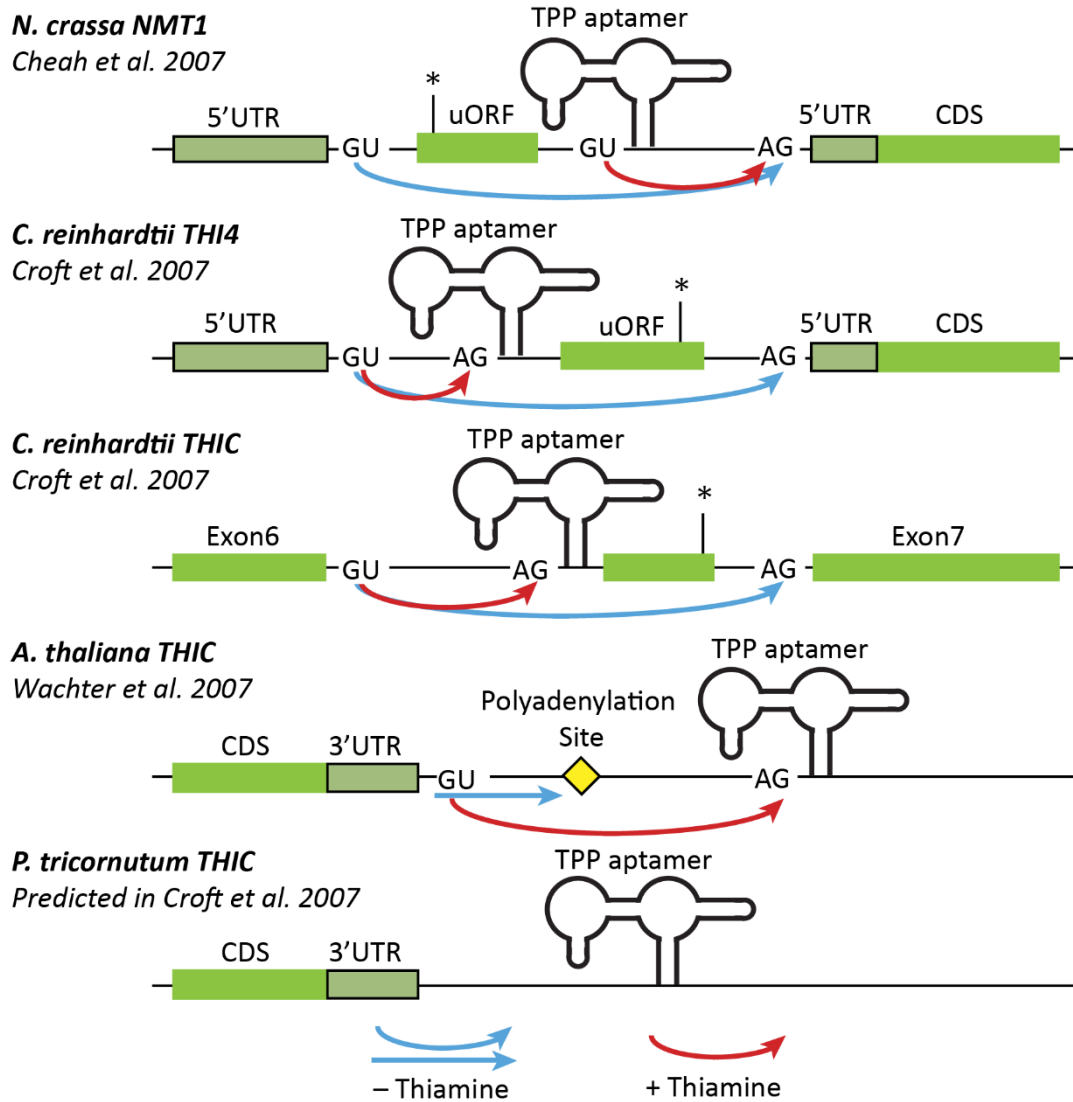 N. crassa NMT1
Cheah et al. 2007
TPP aptamer
*
5'UTR
uORF
5'UTR
CDS
GU
GU
AG
C. reinhardtii THI4
Croft et al. 2007
TPP aptamer
*
5'UTR
uORF
5'UTR
CDS
GU
AG
AG
C. reinhardtii THIC
Croft et al. 2007
TPP aptamer
*
Exon6
Exon7
GU
AG
AG
A. thaliana THIC
Wachter et al. 2007
TPP aptamer
Polyadenylation
Site
CDS
3'UTR
GU
AG
P. tricornutum THIC
Predicted in Croft et al. 2007
TPP aptamer
CDS
3'UTR
– Thiamine
+ Thiamine